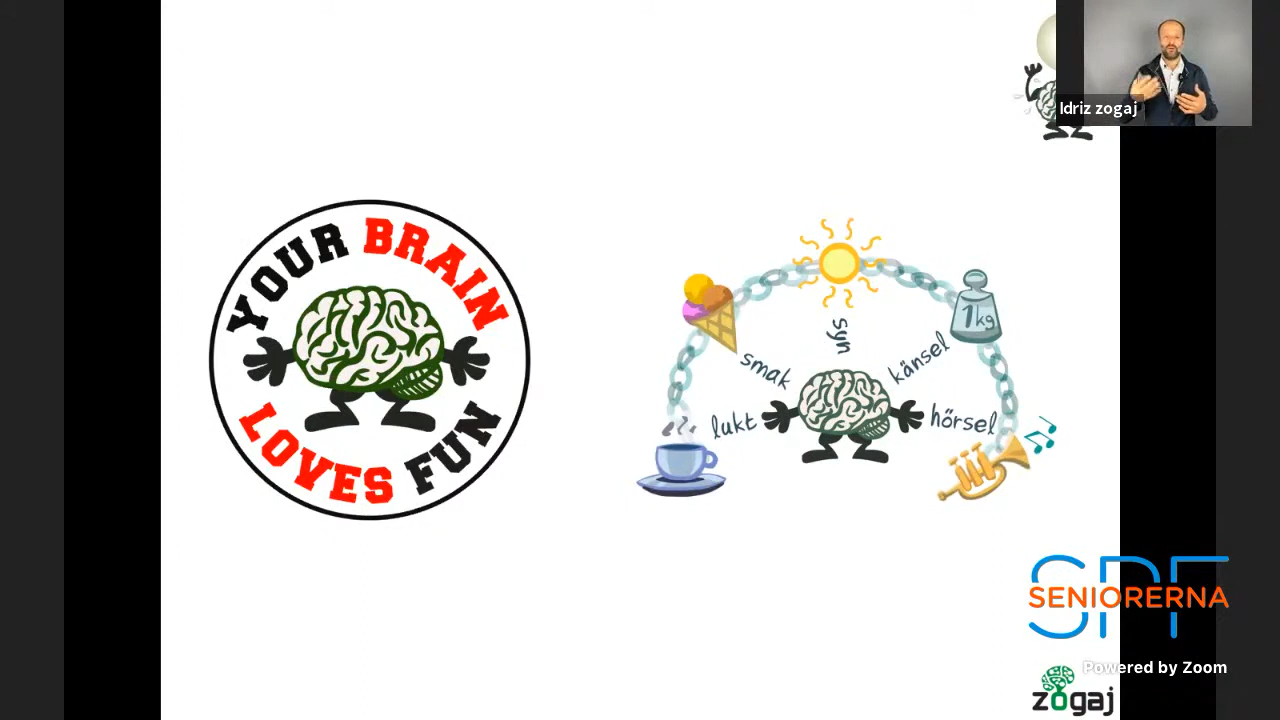 Idriz zogaj
YOUR BRAIN
LOVES FUN
syn
1kg
smak
känsel
lukt
hörsel
SPF
SENIORERNA
Powered by Zoom
zogaj